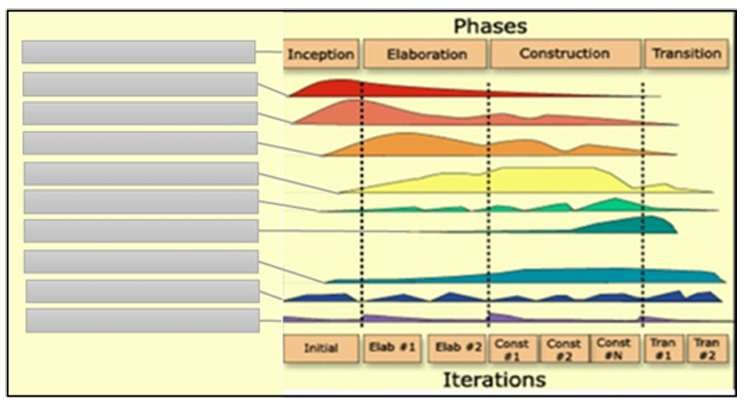 Phases
Inception Elaboration Construction Transition
Initial Elab #1 Elab #2 Const #1 Const #2 Const #N Tran #1 Tran #2
Iterations